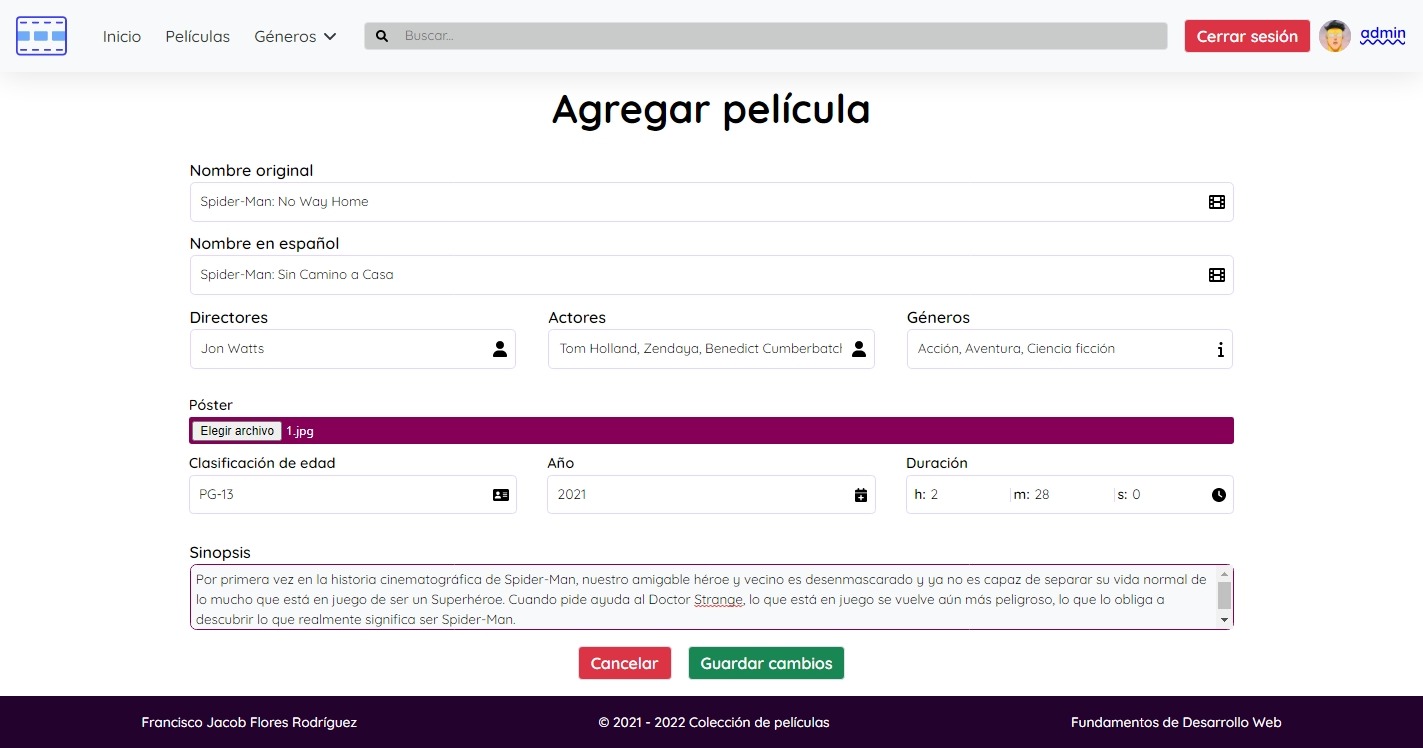 Inicio Películas Géneros Buscar... Cerrar sesión admin
Agregar película
Nombre original
Spider-Man: No Way Home
Nombre en español
Spider-Man: Sin Camino a Casa
Directores Actores Géneros
Jon Watts Tom Holland, Zendaya, Benedict Cumberbatch Acción, Aventura, Ciencia ficción
Póster
Elegir archivo 1.jpg
Clasificación de edad Año Duración
PG-13 2021 h: 2 m: 28 s: 0
Sinopsis
Por primera vez en la historia cinematográfica de Spider-Man, nuestro amigable héroe y vecino es desenmascarado y ya no es capaz de separar su vida normal de
lo mucho que está en juego de ser un Superhéroe. Cuando pide ayuda al Doctor Strange, lo que está en juego se vuelve aún más peligroso, lo que lo obliga a
descubrir lo que realmente significa ser Spider-Man.
Cancelar Guardar cambios
Francisco Jacob Flores Rodríguez © 2021 - 2022 Colección de películas Fundamentos de Desarrollo Web